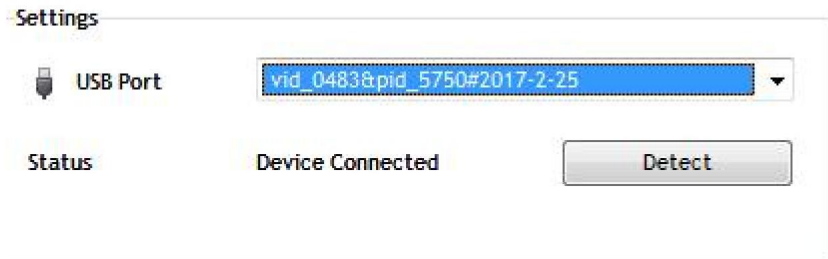 Settings
USB Port vid_0483&pid_5750#2017-2-25
Status Device Connected Detect